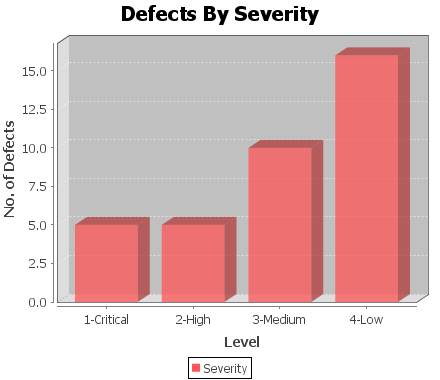 Defects By Severity
No. of Defects
15.0
12.5
10.0
7.5
5.0
2.5
0.0
1-Critical
2-High
3-Medium
4-Low
Level
Severity